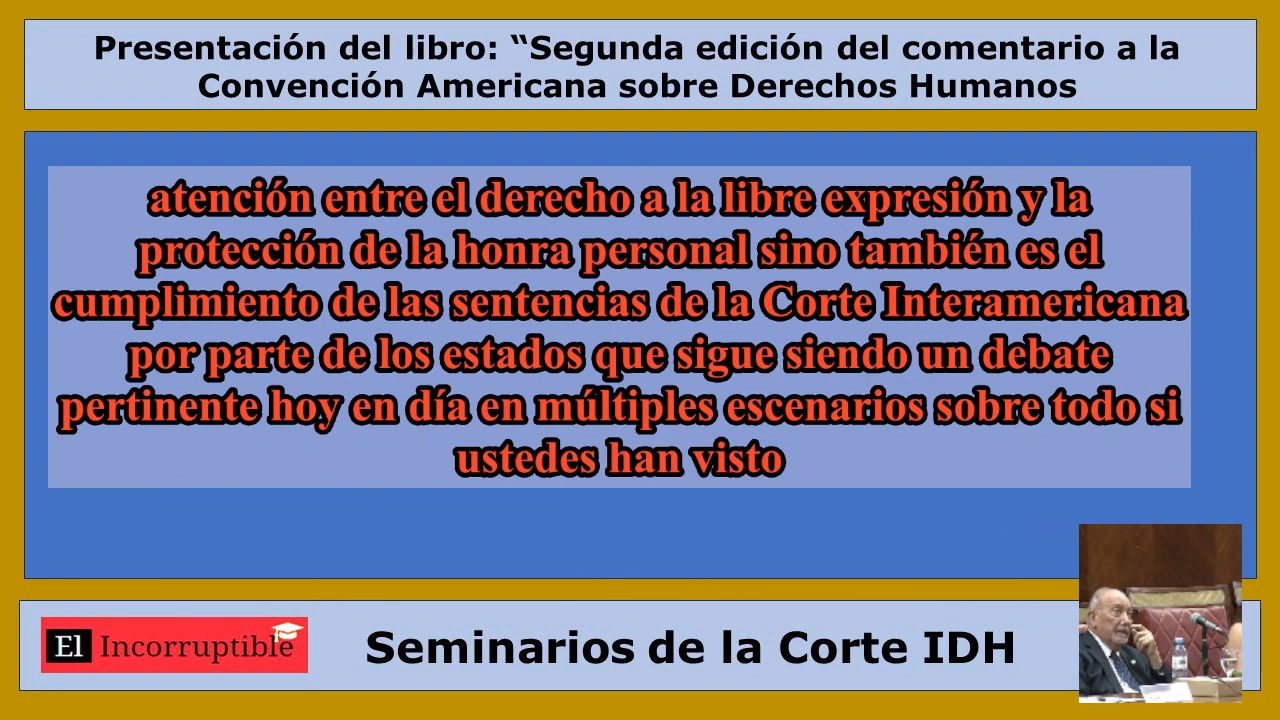 Presentación del libro: “Segunda edición del comentario a la
Convención Americana sobre Derechos Humanos
atención entre el derecho a la libre expresión y la
protección de la honra personal sino también es el
cumplimiento de las sentencias de la Corte Interamericana
por parte de los estados que sigue siendo un debate
pertinente hoy en día en múltiples escenarios sobre todo si
ustedes han visto
El Incorruptible
Seminarios de la Corte IDH